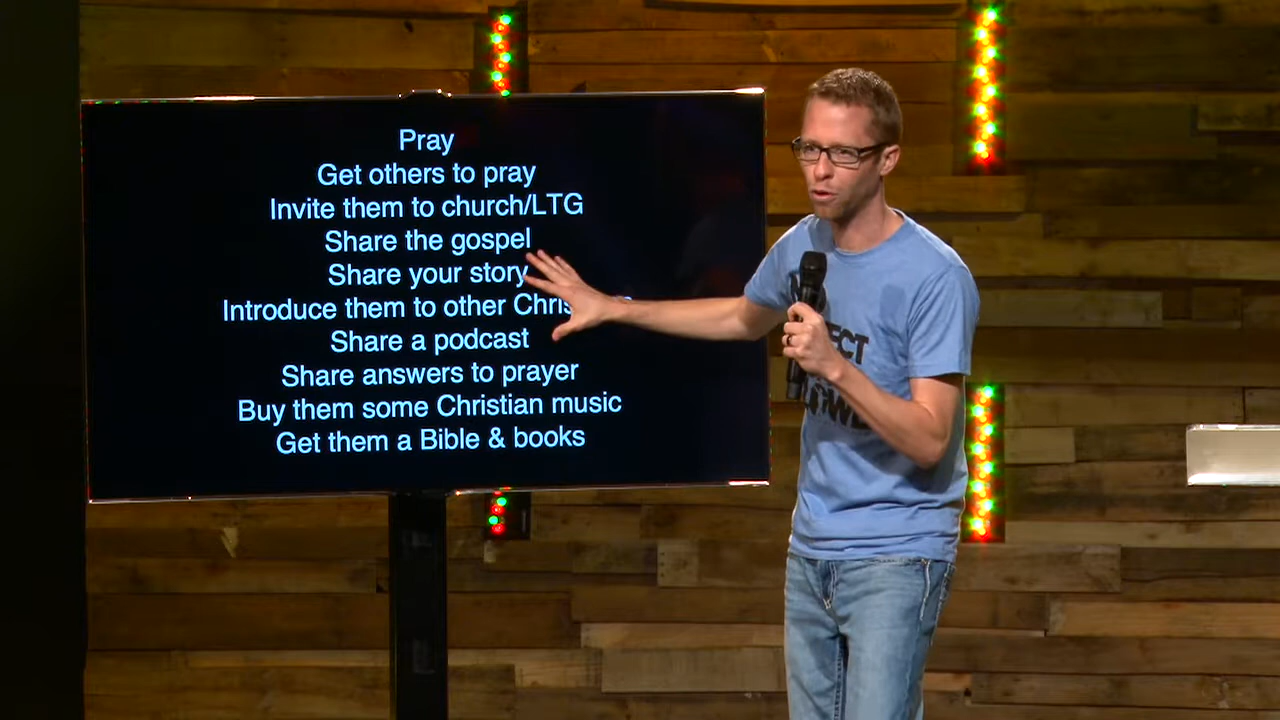 Pray
Get others to pray
Invite them to church/LTG
Share the gospel
Share your story
Introduce them to other
Share a podcast
Share answers to prayer
Buy them some Christian music
Get them a Bible & books